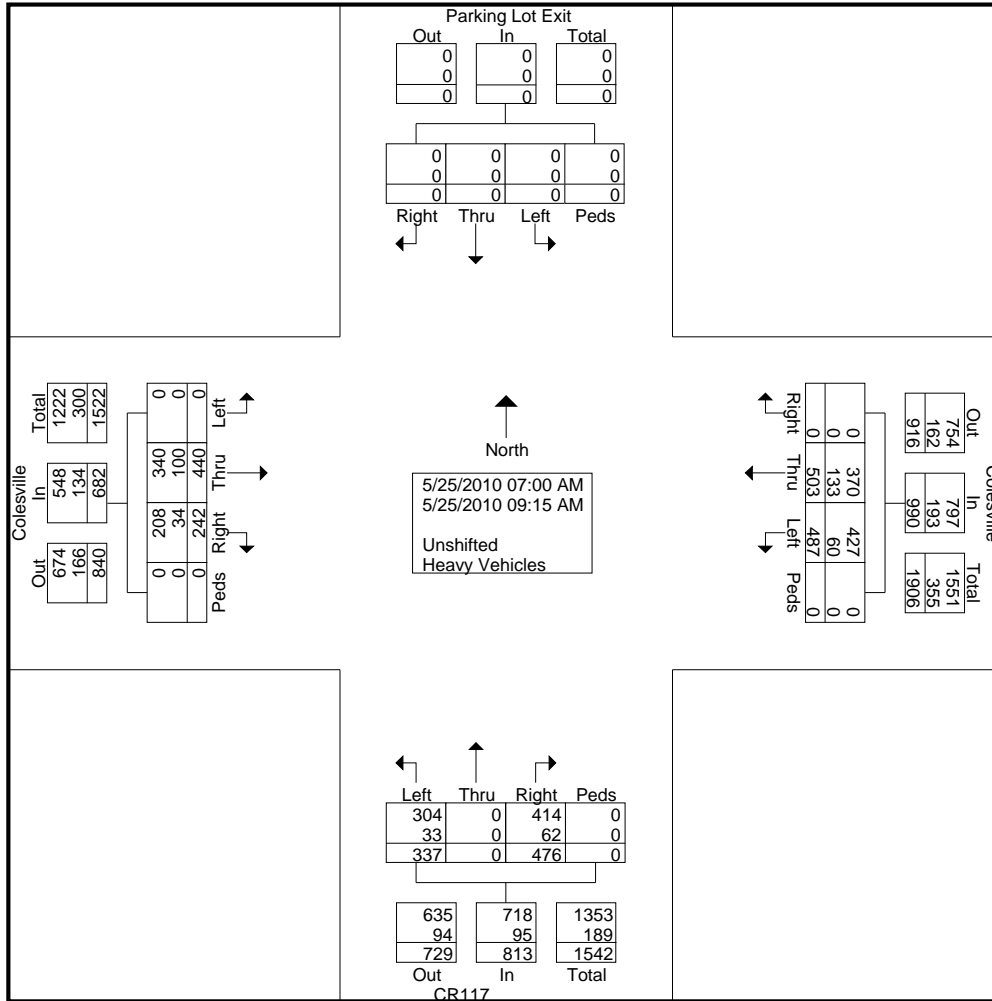 Parking Lot Exit
Out In Total
0 0 0
0 0 0
0 0 0
0 0 0 0
0 0 0 0
0 0 0 0
Right Thru Left Peds
Colesville
Total In Out
1222 548 674
300 134 166
1522 682 840
0 340 208 0
0 100 34 0
0 440 242 0
Left Thru Right Peds
North
5/25/2010 07:00 AM
5/25/2010 09:15 AM
Unshifted
Heavy Vehicles
Right Thru Left Peds
0 503 487 0
0 133 60 0
0 370 427 0
916 990 1906
162 193 355
754 797 1551
Out In Total
Colesville
Left Thru Right Peds
304 0 414 0
33 0 62 0
337 0 476 0
635 718 1353
94 95 189
729 813 1542
Out In Total
CR117